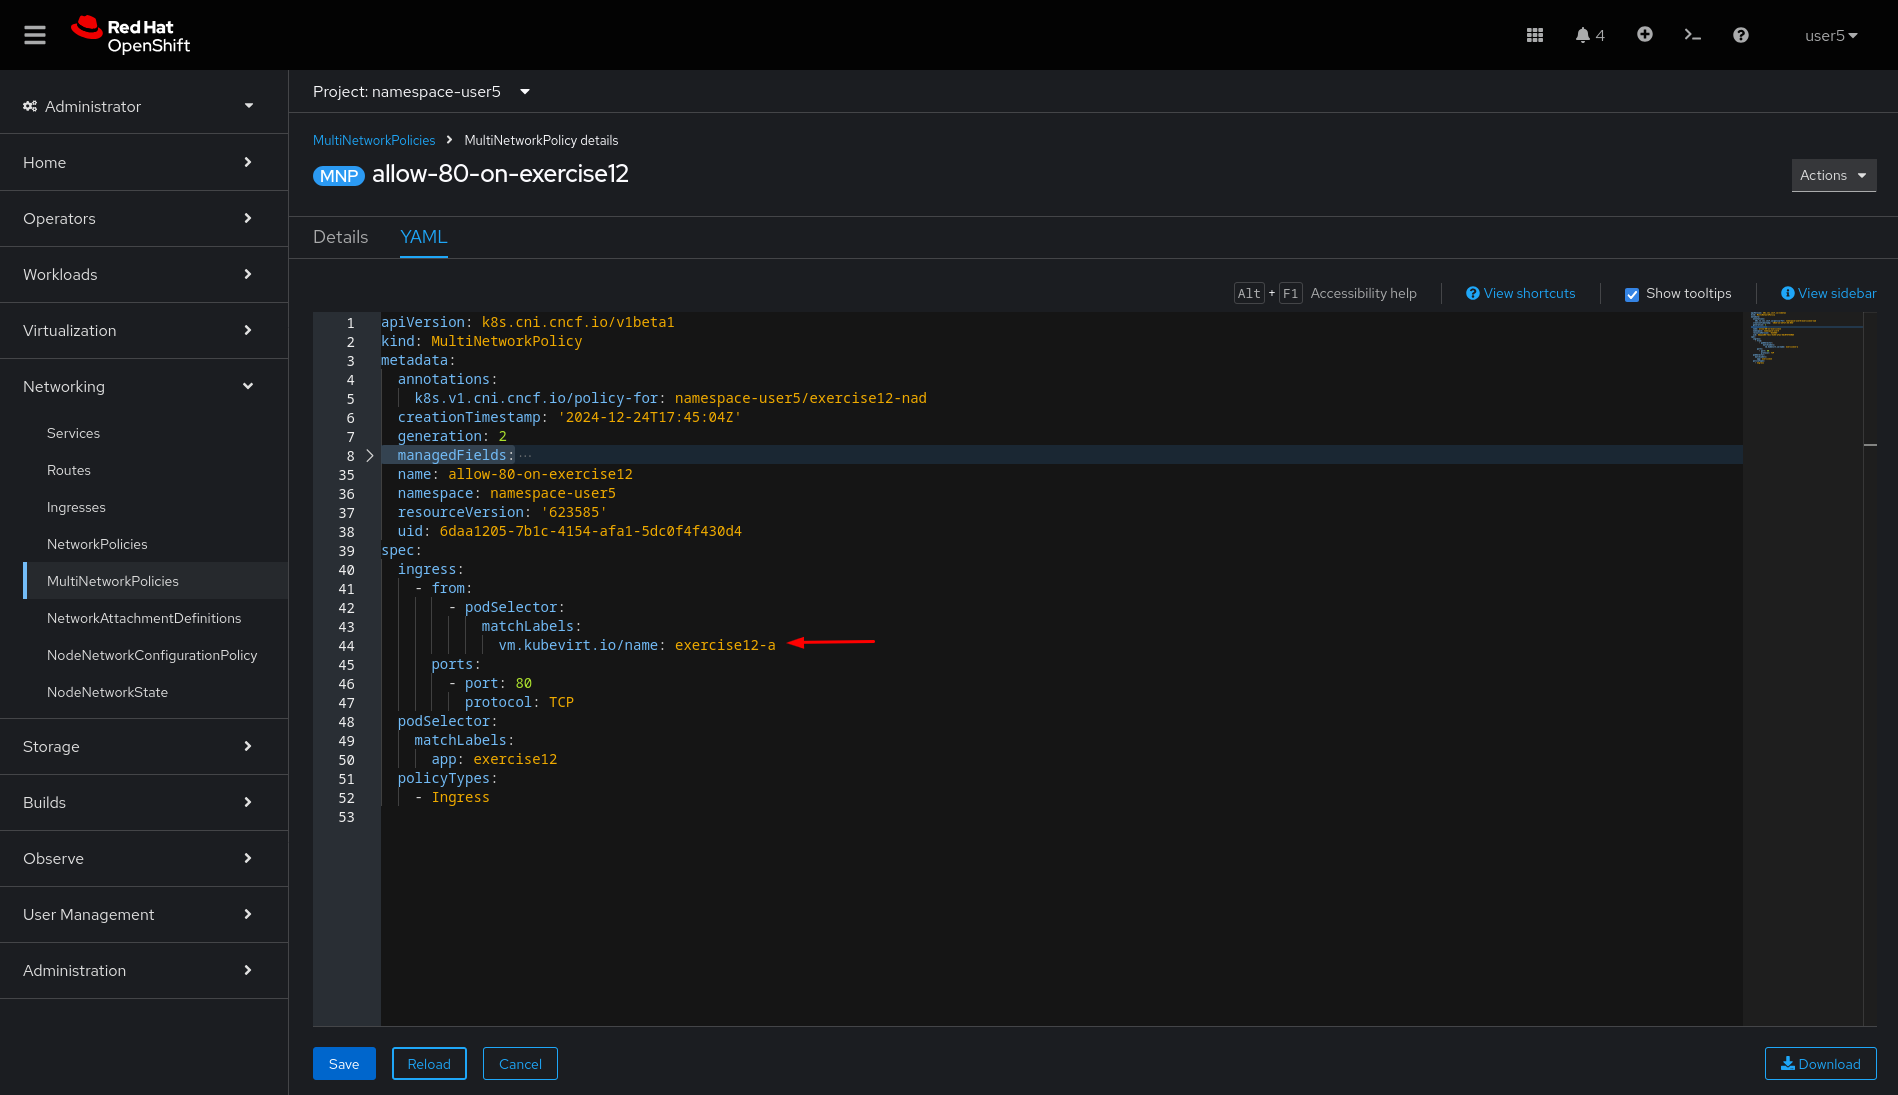 Red Hat
OpenShift
4
user5
Administrator
Home
Operators
Workloads
Virtualization
Networking
Services
Routes
Ingresses
NetworkPolicies
MultiNetworkPolicies
NetworkAttachmentDefinitions
NodeNetworkConfigurationPolicy
NodeNetworkState
Storage
Builds
Observe
User Management
Administration
Project: namespace-user5
MultiNetworkPolicies > MultiNetworkPolicy details
MNP allow-80-on-exercise12
Actions
Details YAML
Alt + F1 Accessibility help View shortcuts Show tooltips View sidebar
1 apiVersion: k8s.cni.cncf.io/v1beta1
2 kind: MultiNetworkPolicy
3 metadata:
4 annotations:
5 k8s.v1.cni.cncf.io/policy-for: namespace-user5/exercise12-nad
6 creationTimestamp: '2024-12-24T17:45:04Z'
7 generation: 2
8 managedFields: ···
35 name: allow-80-on-exercise12
36 namespace: namespace-user5
37 resourceVersion: '623585'
38 uid: 6daa1205-7b1c-4154-afa1-5dc0f4f430d4
39 spec:
40 ingress:
41 - from:
42 - podSelector:
43 matchLabels:
44 vm.kubevirt.io/name: exercise12-a
45 ports:
46 - port: 80
47 protocol: TCP
48 podSelector:
49 matchLabels:
50 app: exercise12
51 policyTypes:
52 - Ingress
53
Save Reload Cancel Download